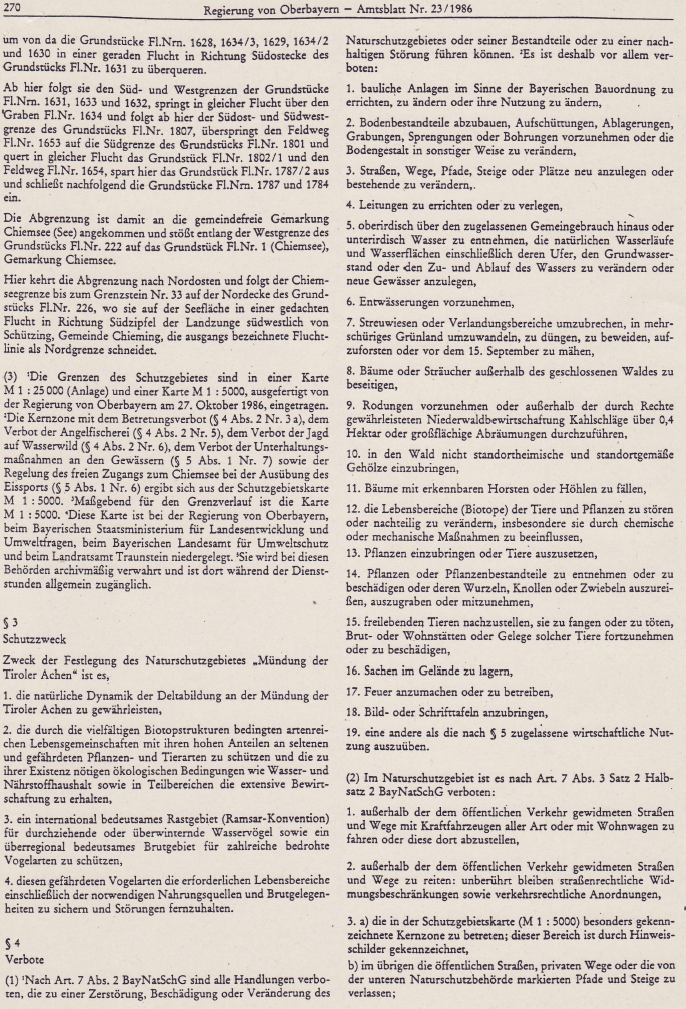 270
Regierung von Oberbayern — Amtsblatt Nr. 23/1986
um von da die Grundstücke Fl.Nrn. 1628, 1634/3, 1629, 1634/2
und 1630 in einer geraden Flucht in Richtung Südostecke des
Grundstücks Fl.Nr. 1631 zu überqueren.
Ab hier folgt sie den Süd- und Westgrenzen der Grundstücke
Fl.Nrn. 1631, 1633 und 1632, springt in gleicher Flucht über den
Graben Fl.Nr. 1634 und folgt ab hier der Südost- und Südwest-
grenze des Grundstücks Fl.Nr. 1807, überspringt den Feldweg
Fl.Nr. 1653 auf die Südgrenze des Grundstücks Fl.Nr. 1801 und
quert in gleicher Flucht das Grundstück Fl.Nr. 1802/1 und den
Feldweg Fl.Nr. 1654, spart hier das Grundstück Fl.Nr. 1787/2 aus
und schließt nachfolgend die Grundstücke Fl.Nrn. 1787 und 1784
ein.
Die Abgrenzung ist damit an die gemeindefreie Gemarkung
Chiemsee (See) angekommen und stößt entlang der Westgrenze des
Grundstücks Fl.Nr. 222 auf das Grundstück Fl.Nr. 1 (Chiemsee),
Gemarkung Chiemsee.
Hier kehrt die Abgrenzung nach Nordosten und folgt der Chiem-
seegrenze bis zum Grenzstein Nr. 33 auf der Nordecke des Grund-
stücks Fl.Nr. 226, wo sie auf der Seefläche in einer gedachten
Flucht in Richtung Südzipfel der Landzunge südwestlich von
Schützing, Gemeinde Chieming, die ausgangs bezeichnete Flucht-
linie als Nordgrenze schneidet.
(3) ¹Die Grenzen des Schutzgebietes sind in einer Karte
M 1 : 25 000 (Anlage) und einer Karte M 1 : 5000, ausgefertigt von
der Regierung von Oberbayern am 27. Oktober 1986, eingetragen.
²Die Kernzone mit dem Betretungsverbot (§ 4 Abs. 2 Nr. 3 a), dem
Verbot der Angelfischerei (§ 4 Abs. 2 Nr. 5), dem Verbot der Jagd
auf Wasserwild (§ 4 Abs. 2 Nr. 6), dem Verbot der Unterhaltungs-
maßnahmen an den Gewässern (§ 5 Abs. 1 Nr. 7) sowie der
Regelung des freien Zugangs zum Chiemsee bei der Ausübung des
Eissports (§ 5 Abs. 1 Nr. 6) ergibt sich aus der Schutzgebietskarte
M 1 : 5000. ³Maßgebend für den Grenzverlauf ist die Karte
M 1 : 5000. ⁴Diese Karte ist bei der Regierung von Oberbayern,
beim Bayerischen Staatsministerium für Landesentwicklung und
Umweltfragen, beim Bayerischen Landesamt für Umweltschutz
und beim Landratsamt Traunstein niedergelegt. ⁵Sie wird bei diesen
Behörden archivmäßig verwahrt und ist dort während der Dienst-
stunden allgemein zugänglich.
§ 3
Schutzzweck
Zweck der Festlegung des Naturschutzgebietes „Mündung der
Tiroler Achen“ ist es,
1. die natürliche Dynamik der Deltabildung an der Mündung der
Tiroler Achen zu gewährleisten,
2. die durch die vielfältigen Biotopstrukturen bedingten artenrei-
chen Lebensgemeinschaften mit ihren hohen Anteilen an seltenen
und gefährdeten Pflanzen- und Tierarten zu schützen und die zu
ihrer Existenz nötigen ökologischen Bedingungen wie Wasser- und
Nährstoffhaushalt sowie in Teilbereichen die extensive Bewirt-
schaftung zu erhalten,
3. ein international bedeutsames Rastgebiet (Ramsar-Konvention)
für durchziehende oder überwinternde Wasservögel sowie ein
überregional bedeutsames Brutgebiet für zahlreiche bedrohte
Vogelarten zu schützen,
4. diesen gefährdeten Vogelarten die erforderlichen Lebensbereiche
einschließlich der notwendigen Nahrungsquellen und Brutgelegen-
heiten zu sichern und Störungen fernzuhalten.
§ 4
Verbote
(1) ¹Nach Art. 7 Abs. 2 BayNatSchG sind alle Handlungen verbo-
ten, die zu einer Zerstörung, Beschädigung oder Veränderung des
Naturschutzgebietes oder seiner Bestandteile oder zu einer nach-
haltigen Störung führen können. ²Es ist deshalb vor allem ver-
boten:
1. bauliche Anlagen im Sinne der Bayerischen Bauordnung zu
errichten, zu ändern oder ihre Nutzung zu ändern,
2. Bodenbestandteile abzubauen, Aufschüttungen, Ablagerungen,
Grabungen, Sprengungen oder Bohrungen vorzunehmen oder die
Bodengestalt in sonstiger Weise zu verändern,
3. Straßen, Wege, Pfade, Steige oder Plätze neu anzulegen oder
bestehende zu verändern,
4. Leitungen zu errichten oder zu verlegen,
5. oberirdisch über den zugelassenen Gemeingebrauch hinaus oder
unterirdisch Wasser zu entnehmen, die natürlichen Wasserläufe
und Wasserflächen einschließlich deren Ufer, den Grundwasser-
stand oder den Zu- und Ablauf des Wassers zu verändern oder
neue Gewässer anzulegen,
6. Entwässerungen vorzunehmen,
7. Streuwiesen oder Verlandungsbereiche umzubrechen, in mehr-
schüriges Grünland umzuwandeln, zu düngen, zu beweiden, auf-
zuforsten oder vor dem 15. September zu mähen,
8. Bäume oder Sträucher außerhalb des geschlossenen Waldes zu
beseitigen,
9. Rodungen vorzunehmen oder außerhalb der durch Rechte
gewährleisteten Niederwaldbewirtschaftung Kahlschläge über 0,4
Hektar oder großflächige Abräumungen durchzuführen,
10. in den Wald nicht standortheimische und standortgemäße
Gehölze einzubringen,
11. Bäume mit erkennbaren Horsten oder Höhlen zu fällen,
12. die Lebensbereiche (Biotope) der Tiere und Pflanzen zu stören
oder nachteilig zu verändern, insbesondere sie durch chemische
oder mechanische Maßnahmen zu beeinflussen,
13. Pflanzen einzubringen oder Tiere auszusetzen,
14. Pflanzen oder Pflanzenbestandteile zu entnehmen oder zu
beschädigen oder deren Wurzeln, Knollen oder Zwiebeln auszurei-
ßen, auszugraben oder mitzunehmen,
15. freilebenden Tieren nachzustellen, sie zu fangen oder zu töten,
Brut- oder Wohnstätten oder Gelege solcher Tiere fortzunehmen
oder zu beschädigen,
16. Sachen im Gelände zu lagern,
17. Feuer anzumachen oder zu betreiben,
18. Bild- oder Schrifttafeln anzubringen,
19. eine andere als die nach § 5 zugelassene wirtschaftliche Nut-
zung auszuüben.
(2) Im Naturschutzgebiet ist es nach Art. 7 Abs. 3 Satz 2 Halb-
satz 2 BayNatSchG verboten:
1. außerhalb der dem öffentlichen Verkehr gewidmeten Straßen
und Wege mit Kraftfahrzeugen aller Art oder mit Wohnwagen zu
fahren oder diese dort abzustellen,
2. außerhalb der dem öffentlichen Verkehr gewidmeten Straßen
und Wege zu reiten: unberührt bleiben straßenrechtliche Wid-
mungsbeschränkungen sowie verkehrsrechtliche Anordnungen,
3. a) die in der Schutzgebietskarte (M 1 : 5000) besonders gekenn-
zeichnete Kernzone zu betreten; dieser Bereich ist durch Hinweis-
schilder gekennzeichnet,
b) im übrigen die öffentlichen Straßen, privaten Wege oder die von
der unteren Naturschutzbehörde markierten Pfade und Steige zu
verlassen;